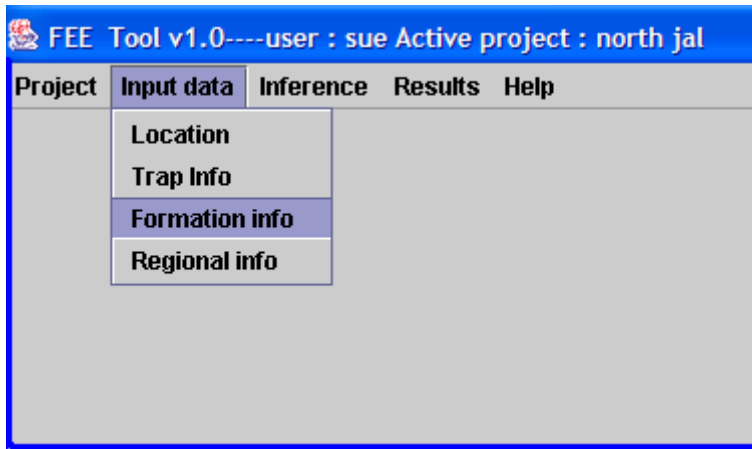 FEE Tool v1.0----user : sue Active project : north jal
Project Input data Inference Results Help
Location
Trap Info
Formation info
Regional info